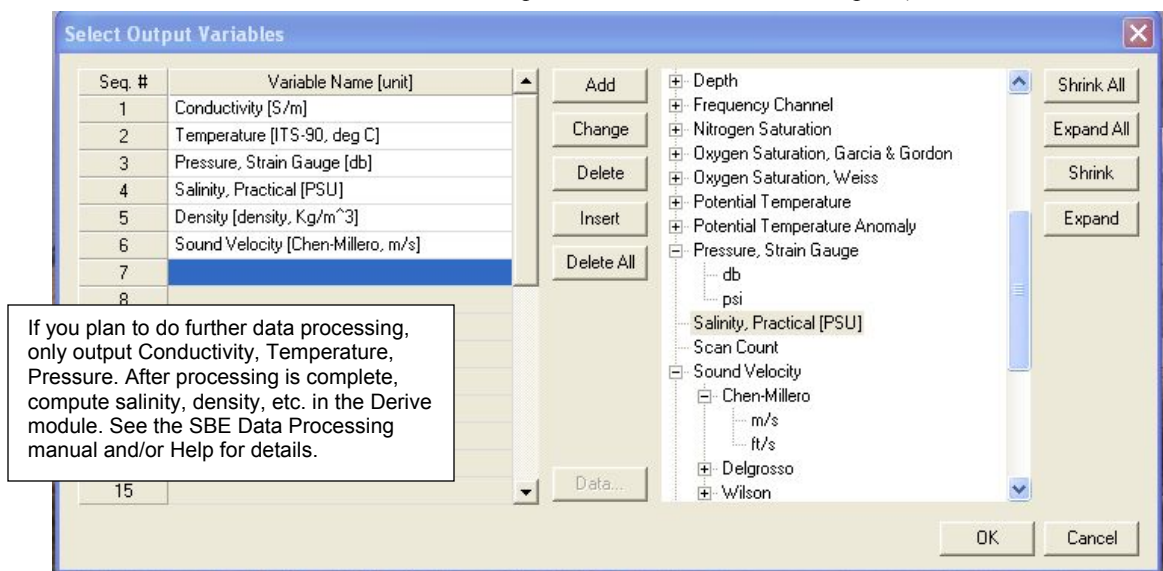 Select Output Variables
Seq. # Variable Name [unit]
1 Conductivity [S/m]
2 Temperature [ITS-90, deg C]
3 Pressure, Strain Gauge [db]
4 Salinity, Practical [PSU]
5 Density [density, Kg/m^3]
6 Sound Velocity [Chen-Millero, m/s]
7
8
15
If you plan to do further data processing,
only output Conductivity, Temperature,
Pressure. After processing is complete,
compute salinity, density, etc. in the Derive
module. See the SBE Data Processing
manual and/or Help for details.
Add
Change
Delete
Insert
Delete All
Data...
Depth
Frequency Channel
Nitrogen Saturation
Oxygen Saturation, Garcia & Gordon
Oxygen Saturation, Weiss
Potential Temperature
Potential Temperature Anomaly
Pressure, Strain Gauge
db
psi
Salinity, Practical [PSU]
Scan Count
Sound Velocity
Chen-Millero
m/s
ft/s
Delgrosso
Wilson
Shrink All
Expand All
Shrink
Expand
OK
Cancel